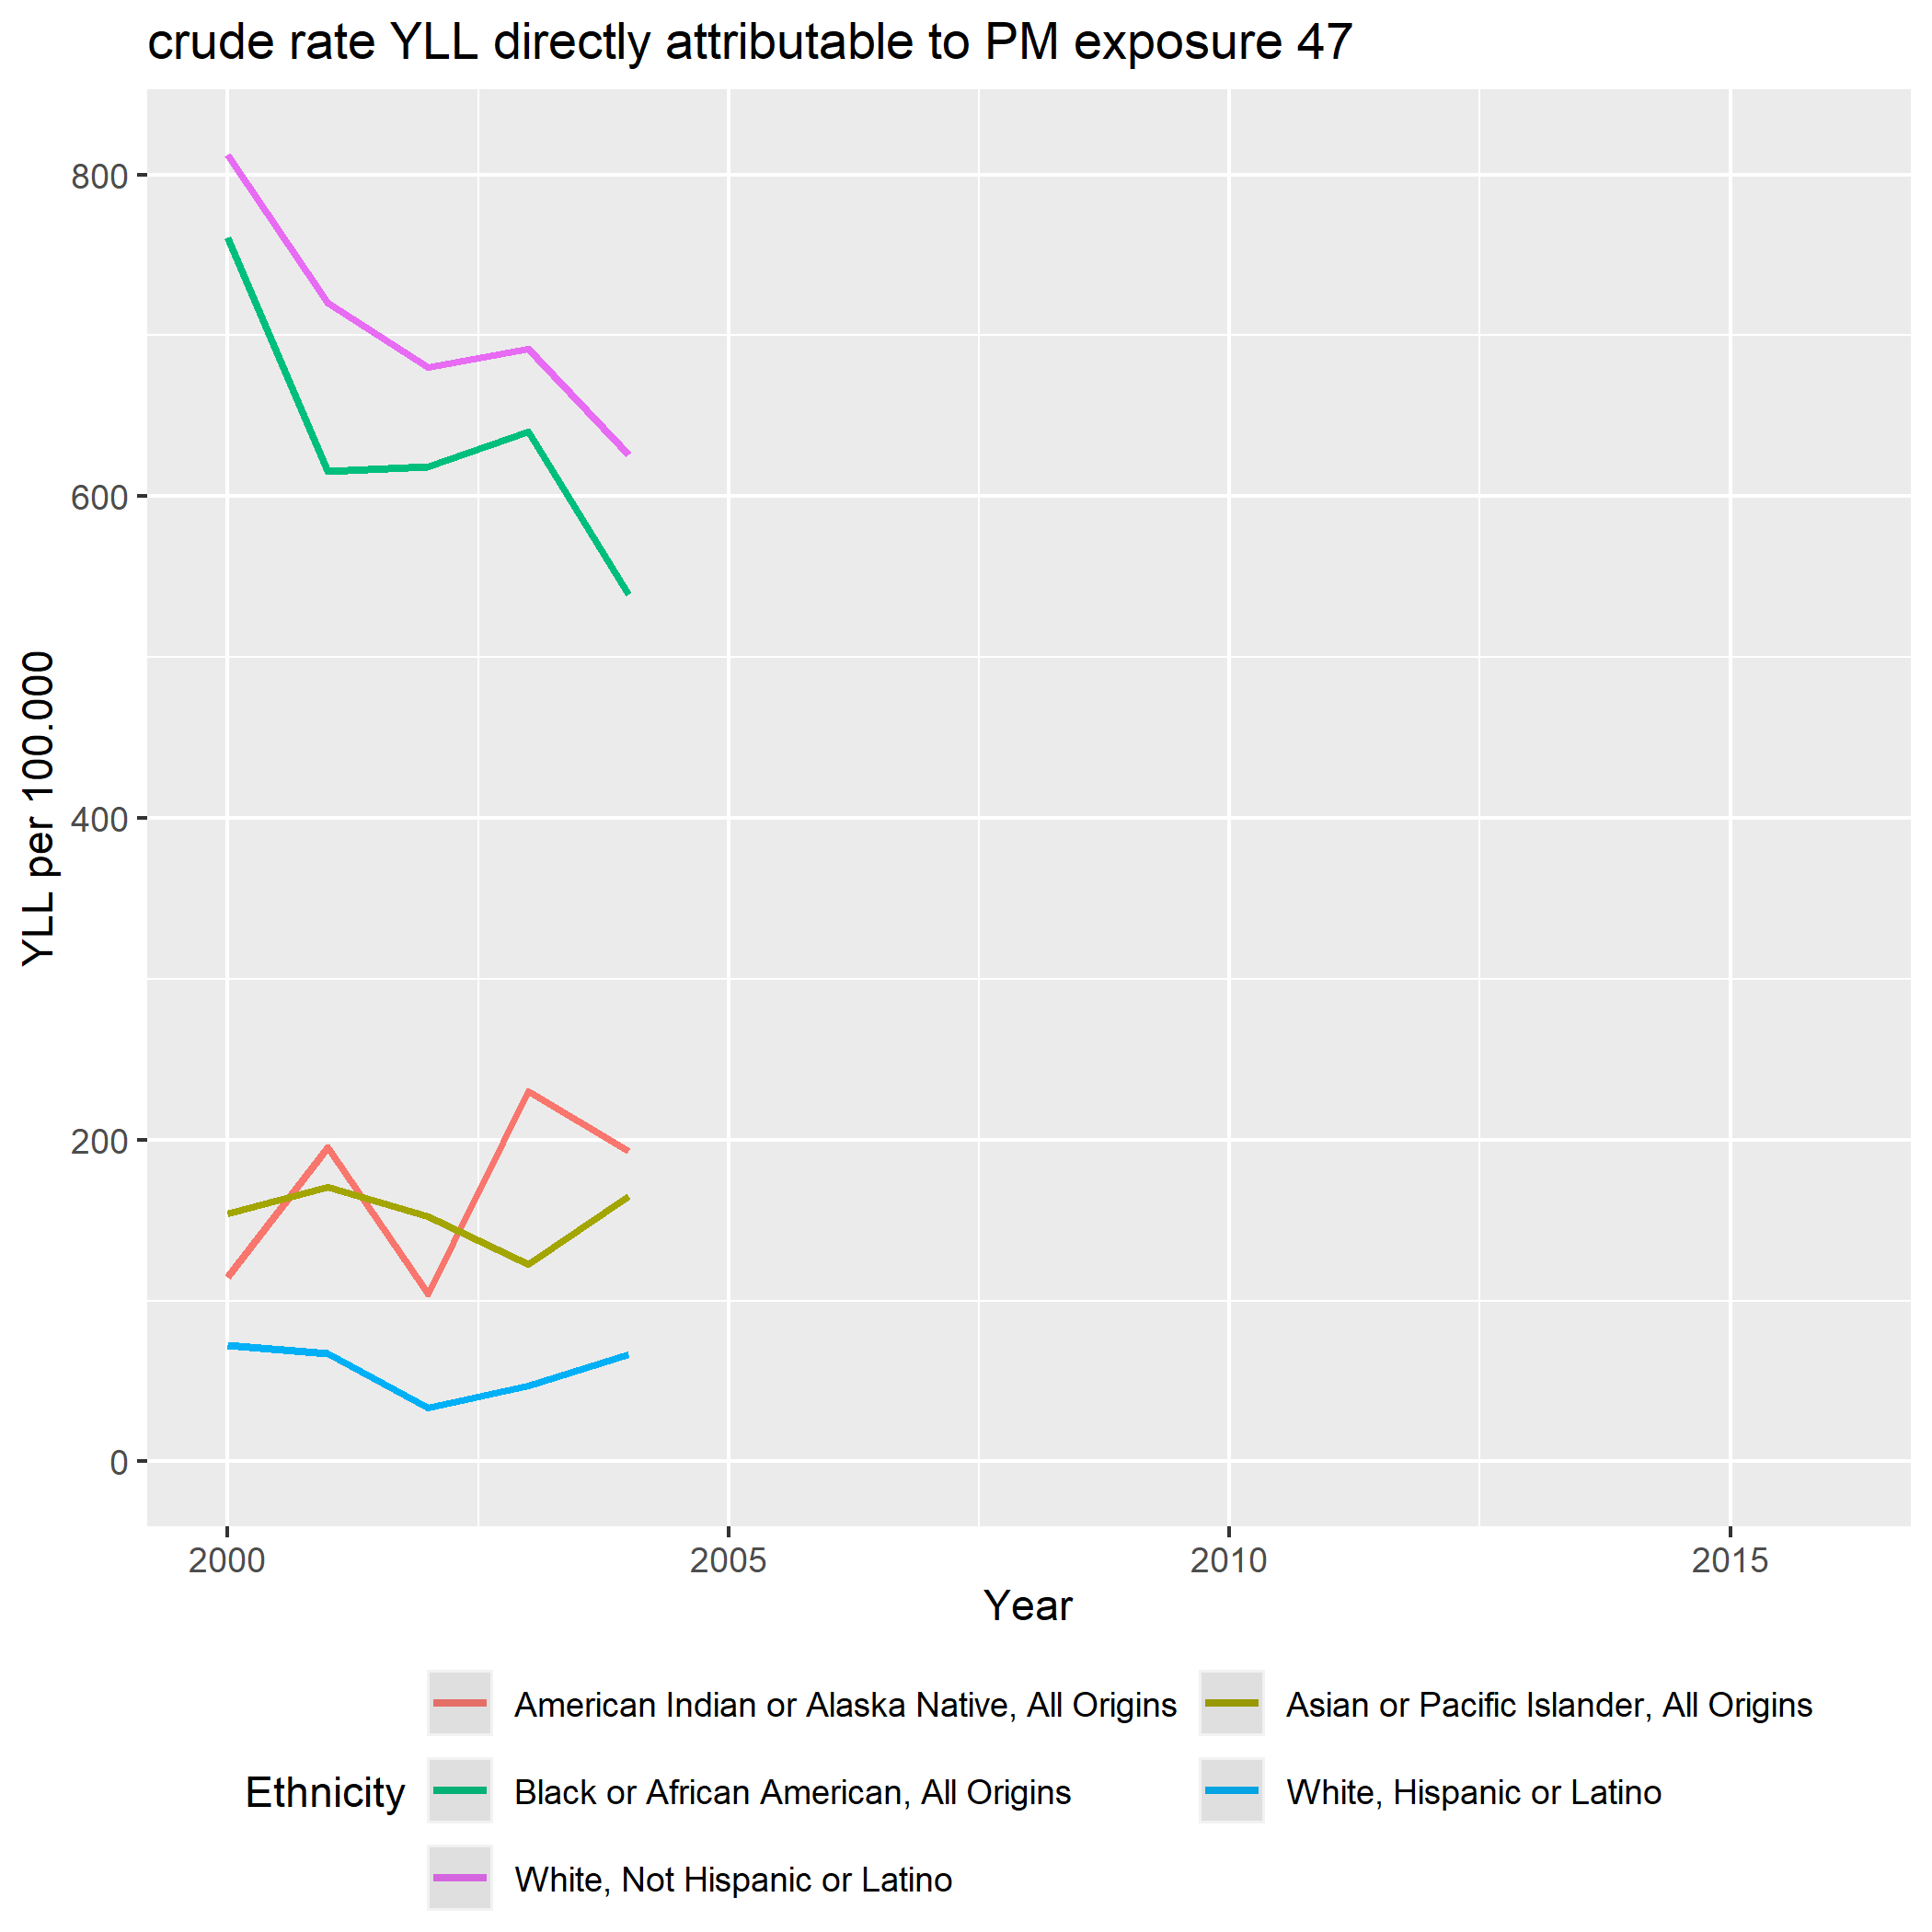 crude rate YLL directly attributable to PM exposure 47
YLL per 100.000
800
600
400
200
0
2000 2005 2010 2015
Year
Ethnicity
American Indian or Alaska Native, All Origins
Asian or Pacific Islander, All Origins
Black or African American, All Origins
White, Hispanic or Latino
White, Not Hispanic or Latino